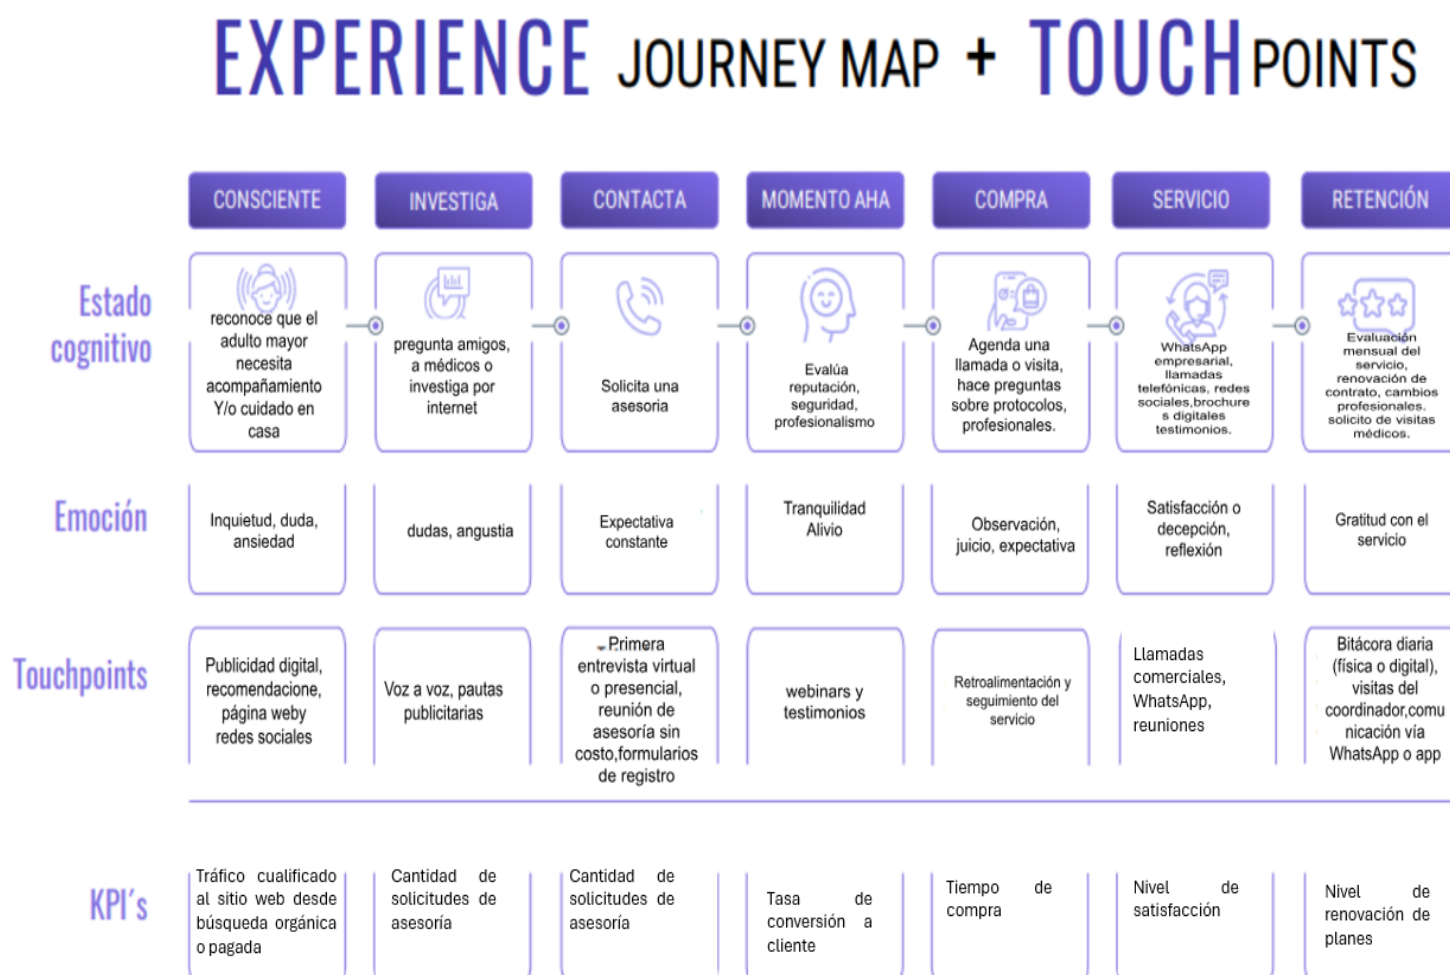 EXPERIENCE JOURNEY MAP + TOUCH POINTS
CONSCIENTE
INVESTIGA
CONTACTA
MOMENTO AHA
COMPRA
SERVICIO
RETENCIÓN
Estado
cognitivo
reconoce que el
adulto mayor
necesita
acompañamiento
Y/o cuidado en
casa
pregunta amigos,
a médicos o
investiga por
internet
Solicita una
asesoria
Evalúa
reputación,
seguridad,
profesionalismo
Agenda una
llamada o visita,
hace preguntas
sobre protocolos,
profesionales.
WhatsApp
empresarial,
llamadas
telefónicas, redes
sociales,brochure
s digitales
testimonios.
Evaluación
mensual del
servicio,
renovación de
contrato, cambios
profesionales.
solicito de visitas
médicos.
Emoción
Inquietud, duda,
ansiedad
dudas, angustia
Expectativa
constante
Tranquilidad
Alivio
Observación,
juicio, expectativa
Satisfacción o
decepción,
reflexión
Gratitud con el
servicio
Touchpoints
Publicidad digital,
recomendacione,
página weby
redes sociales
Voz a voz, pautas
publicitarias
Primera
entrevista virtual
o presencial,
reunión de
asesoría sin
costo,formularios
de registro
webinars y
testimonios
Retroalimentación y
seguimiento del
servicio
Llamadas
comerciales,
WhatsApp,
reuniones
Bitácora diaria
(física o digital),
visitas del
coordinador,comu
nicación vía
WhatsApp o app
KPI´s
Tráfico cualificado
al sitio web desde
búsqueda orgánica
o pagada
Cantidad de
solicitudes de
asesoría
Cantidad de
solicitudes de
asesoría
Tasa de
conversión a
cliente
Tiempo de
compra
Nivel de
satisfacción
Nivel de
renovación de
planes